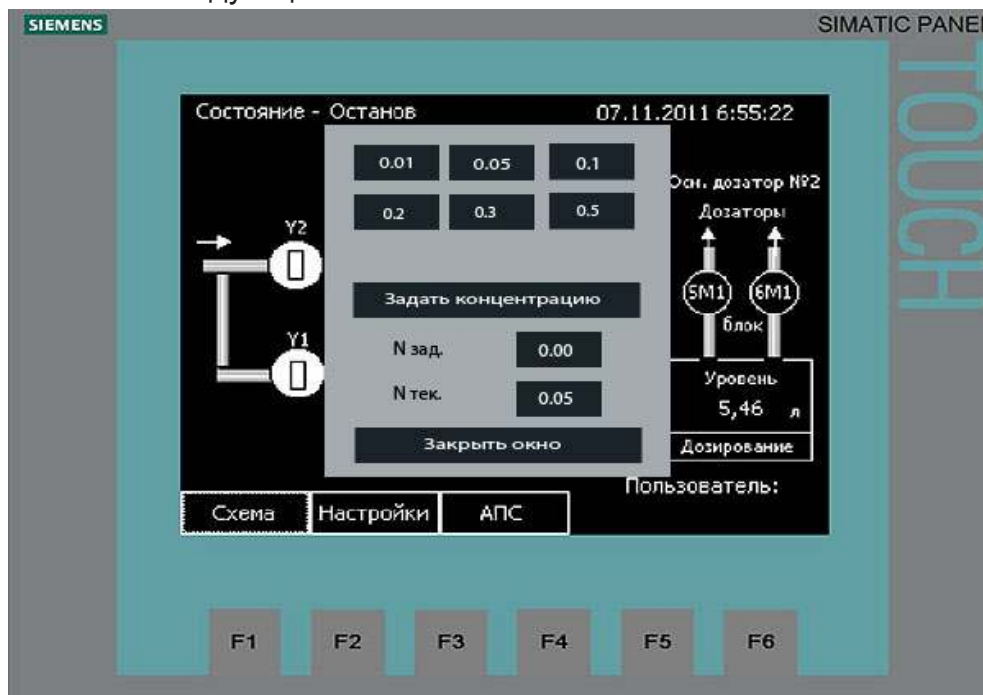 SIEMENS
SIMATIC PANEL
TOUCH
Состояние - Останов
07.11.2011 6:55:22
0.01
0.05
0.1
0.2
0.3
0.5
Задать концентрацию
N зад.
0.00
N тек.
0.05
Закрыть окно
Y2
Y1
Осн. дозатор №2
Дозаторы
5М1
6М1
блок
Уровень
5,46 л
Дозирование
Пользователь:
Схема
Настройки
АПС
F1
F2
F3
F4
F5
F6